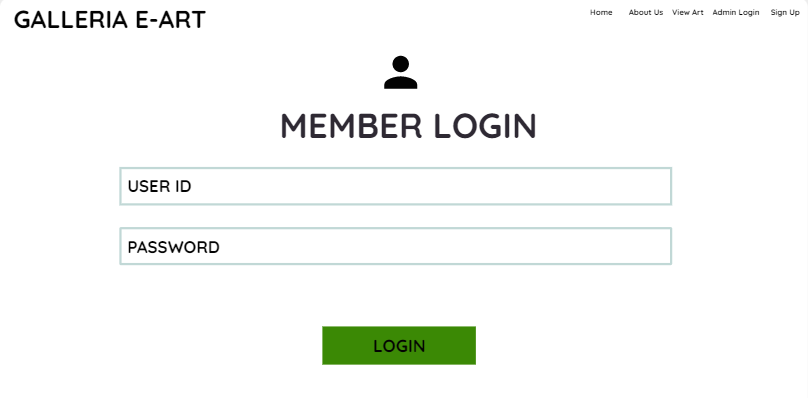 GALLERIA E-ART
Home About Us View Art Admin Login Sign Up
MEMBER LOGIN
USER ID
PASSWORD
LOGIN